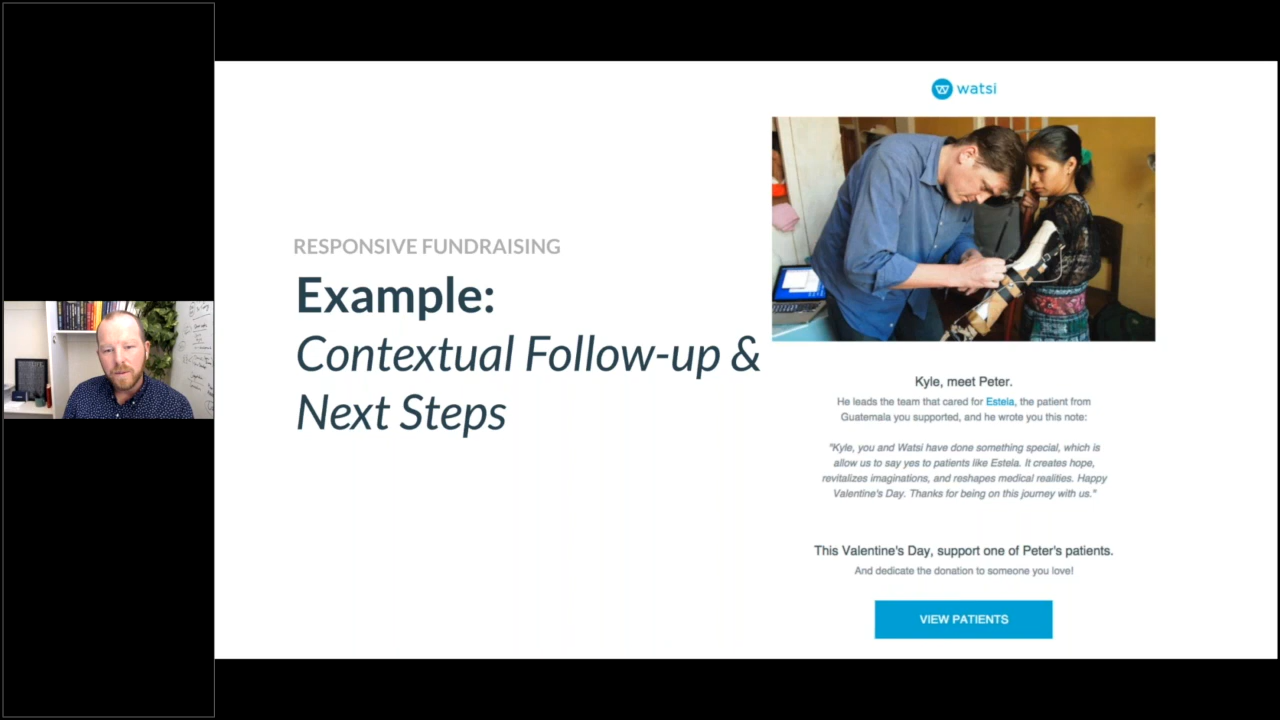 watsi
RESPONSIVE FUNDRAISING
Example:
Contextual Follow-up &
Next Steps
Kyle, meet Peter.
He leads the team that cared for Estela, the patient from
Guatemala you supported, and he wrote you this note:
"Kyle, you and Watsi have done something special, which is
allow us to say yes to patients like Estela. It creates hope,
revitalizes imaginations, and reshapes medical realities. Happy
Valentine's Day. Thanks for being on this journey with us."
This Valentine's Day, support one of Peter's patients.
And dedicate the donation to someone you love!
VIEW PATIENTS